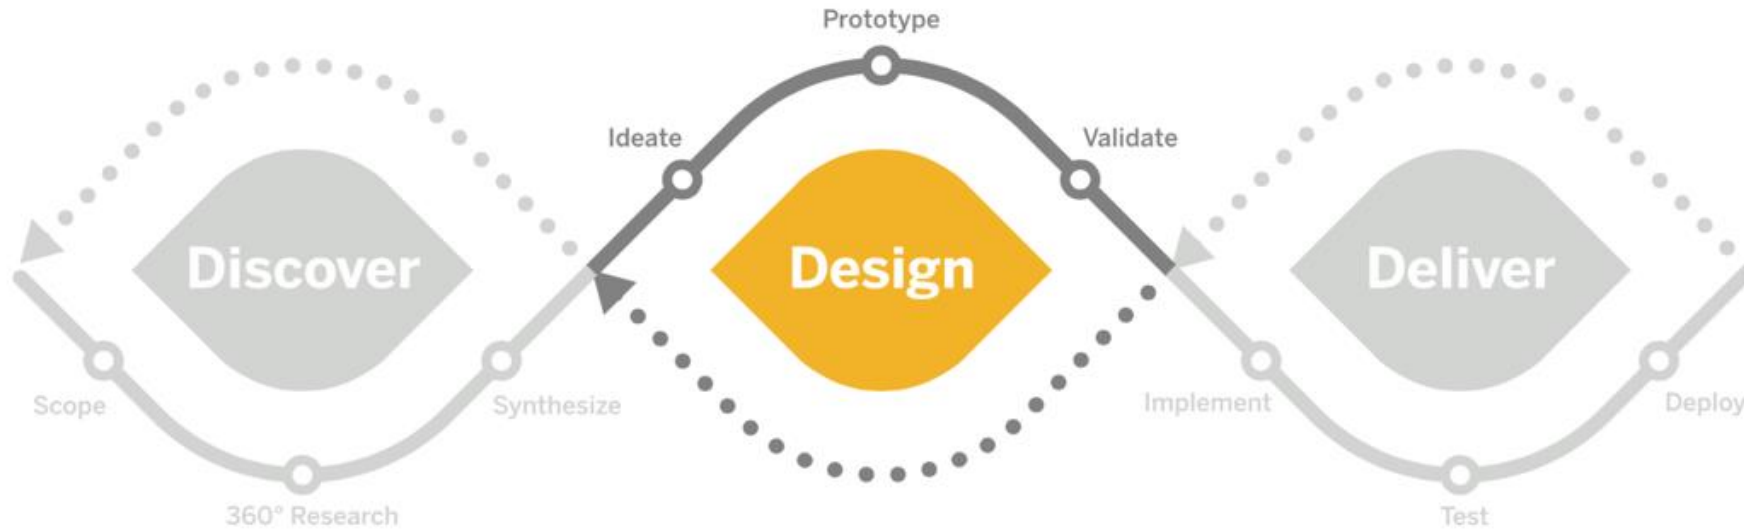 Prototype
Ideate
Validate
Discover
Design
Deliver
Scope
Synthesize
Implement
Deploy
360° Research
Test